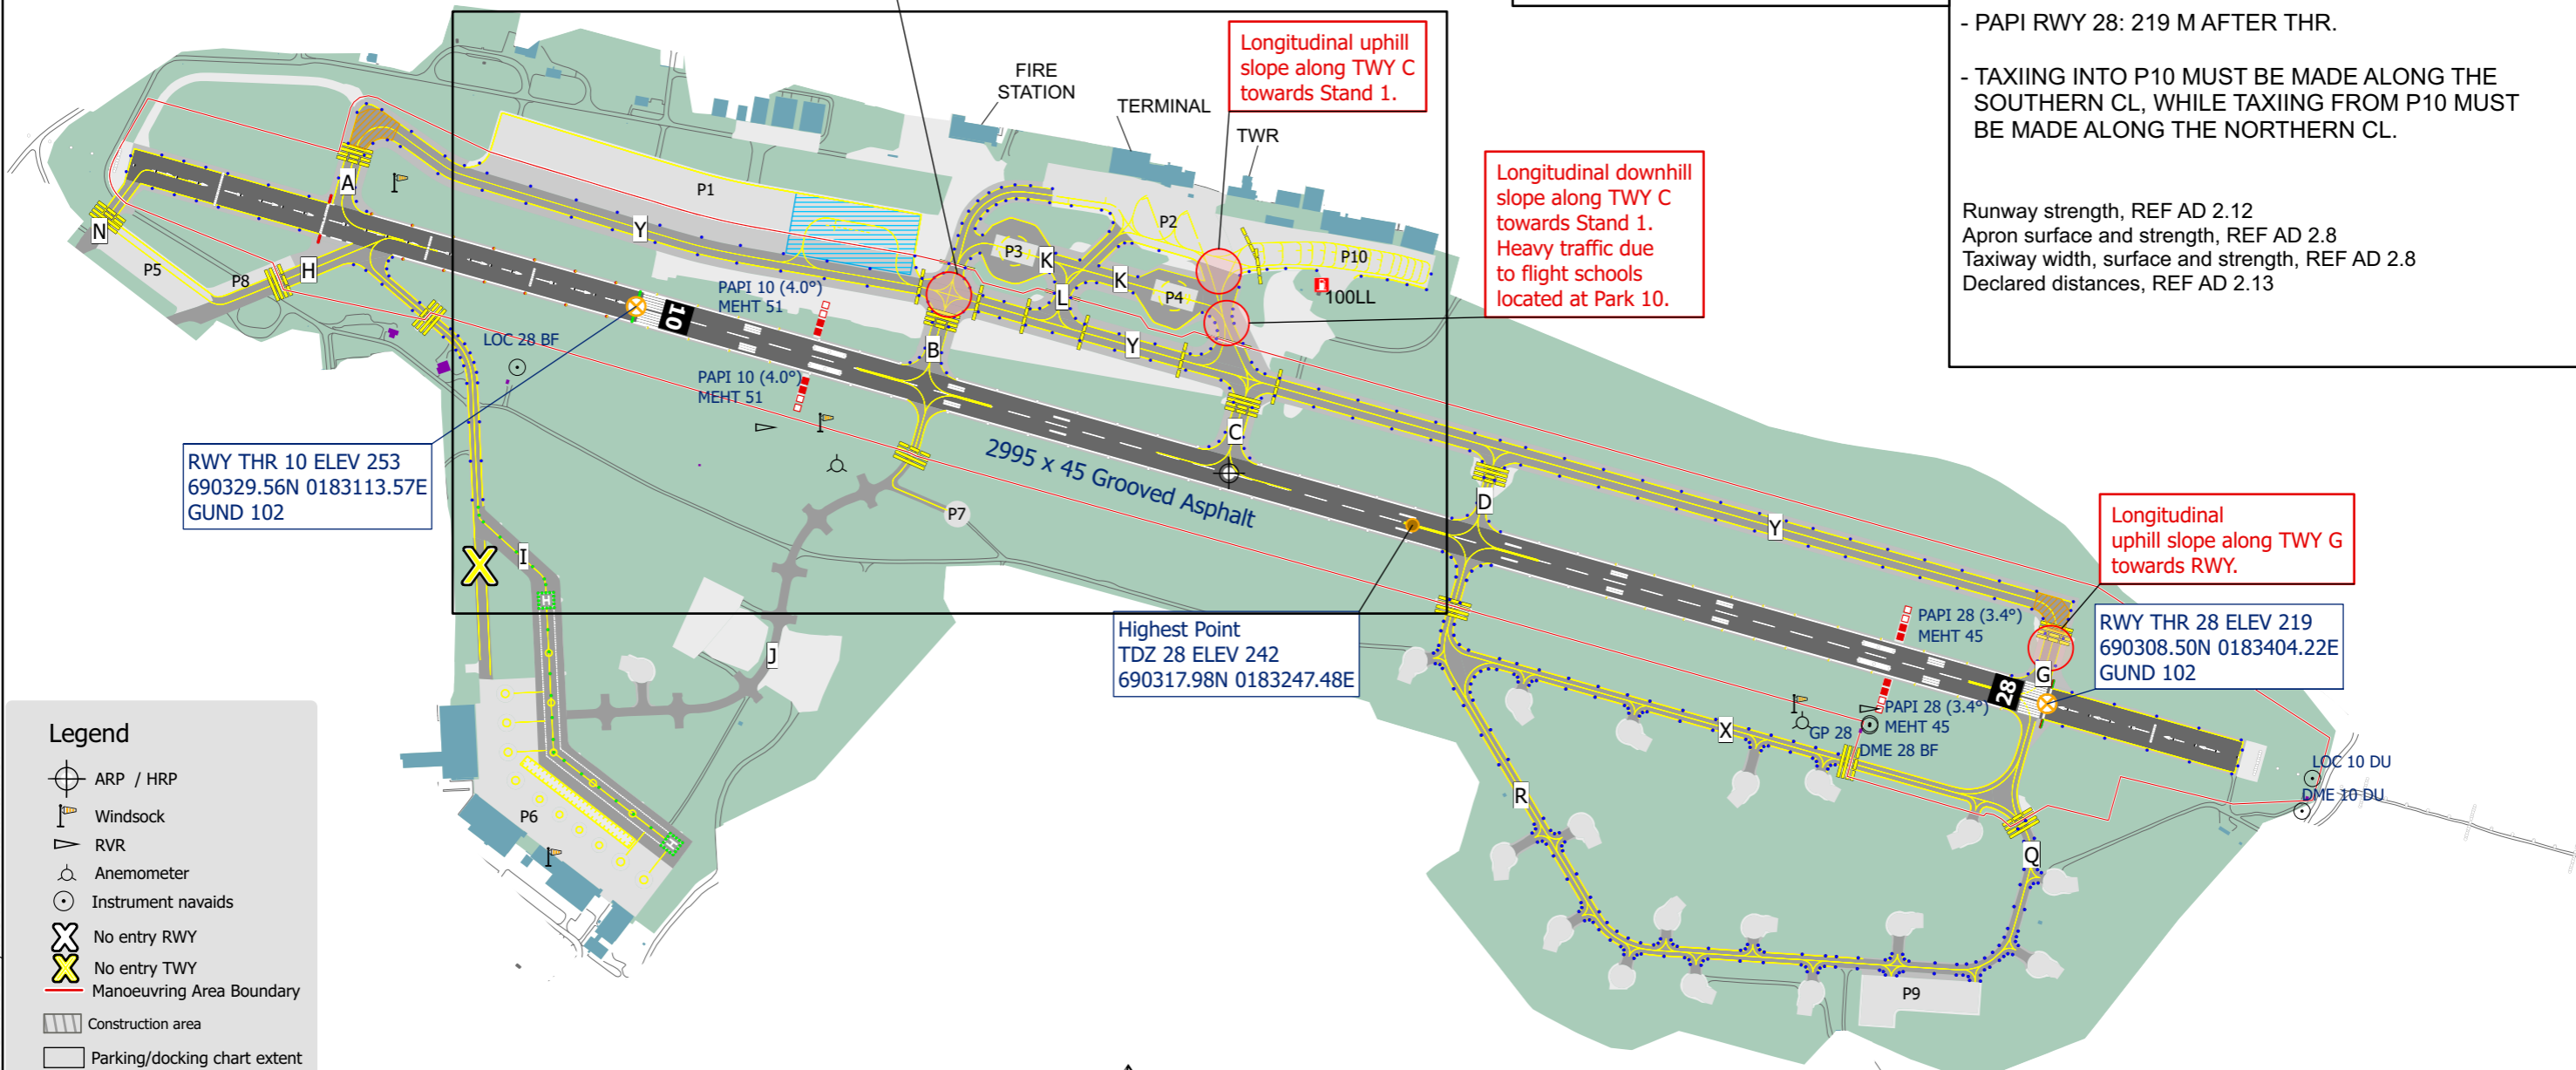 - PAPI RWY 28: 219 M AFTER THR.
- TAXIING INTO P10 MUST BE MADE ALONG THE
SOUTHERN CL, WHILE TAXIING FROM P10 MUST
BE MADE ALONG THE NORTHERN CL.
Runway strength, REF AD 2.12
Apron surface and strength, REF AD 2.8
Taxiway width, surface and strength, REF AD 2.8
Declared distances, REF AD 2.13
Longitudinal uphill
slope along TWY C
towards Stand 1.
FIRE
STATION
TERMINAL
TWR
Longitudinal downhill
slope along TWY C
towards Stand 1.
Heavy traffic due
to flight schools
located at Park 10.
A
P1
Y
P2
P3
K
K
P4
L
P10
100LL
N
P5
P8
H
PAPI 10 (4.0°)
MEHT 51
10
LOC 28 BF
B
Y
PAPI 10 (4.0°)
MEHT 51
C
RWY THR 10 ELEV 253
690329.56N 0183113.57E
GUND 102
2995 x 45 Grooved Asphalt
P7
D
Y
Longitudinal
uphill slope along TWY G
towards RWY.
X
I
H
J
Highest Point
TDZ 28 ELEV 242
690317.98N 0183247.48E
PAPI 28 (3.4°)
MEHT 45
RWY THR 28 ELEV 219
690308.50N 0183404.22E
GUND 102
G
28
PAPI 28 (3.4°)
MEHT 45
GP 28
DME 28 BF
X
R
LOC 10 DU
DME 10 DU
P6
H
Q
P9
Legend
ARP / HRP
Windsock
RVR
Anemometer
Instrument navaids
X No entry RWY
X No entry TWY
Manoeuvring Area Boundary
Construction area
Parking/docking chart extent